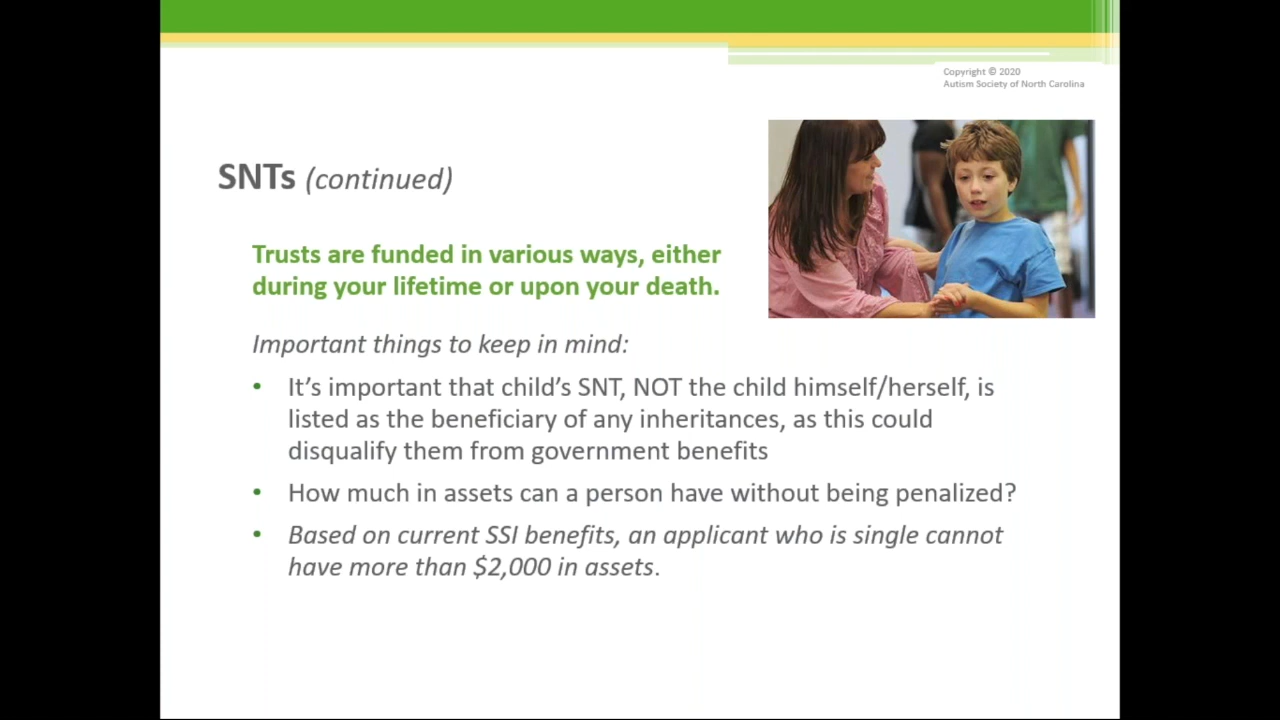 Copyright © 2020
Autism Society of North Carolina
SNTs (continued)
Trusts are funded in various ways, either
during your lifetime or upon your death.
Important things to keep in mind:
• It’s important that child’s SNT, NOT the child himself/herself, is
listed as the beneficiary of any inheritances, as this could
disqualify them from government benefits
• How much in assets can a person have without being penalized?
• Based on current SSI benefits, an applicant who is single cannot
have more than $2,000 in assets.